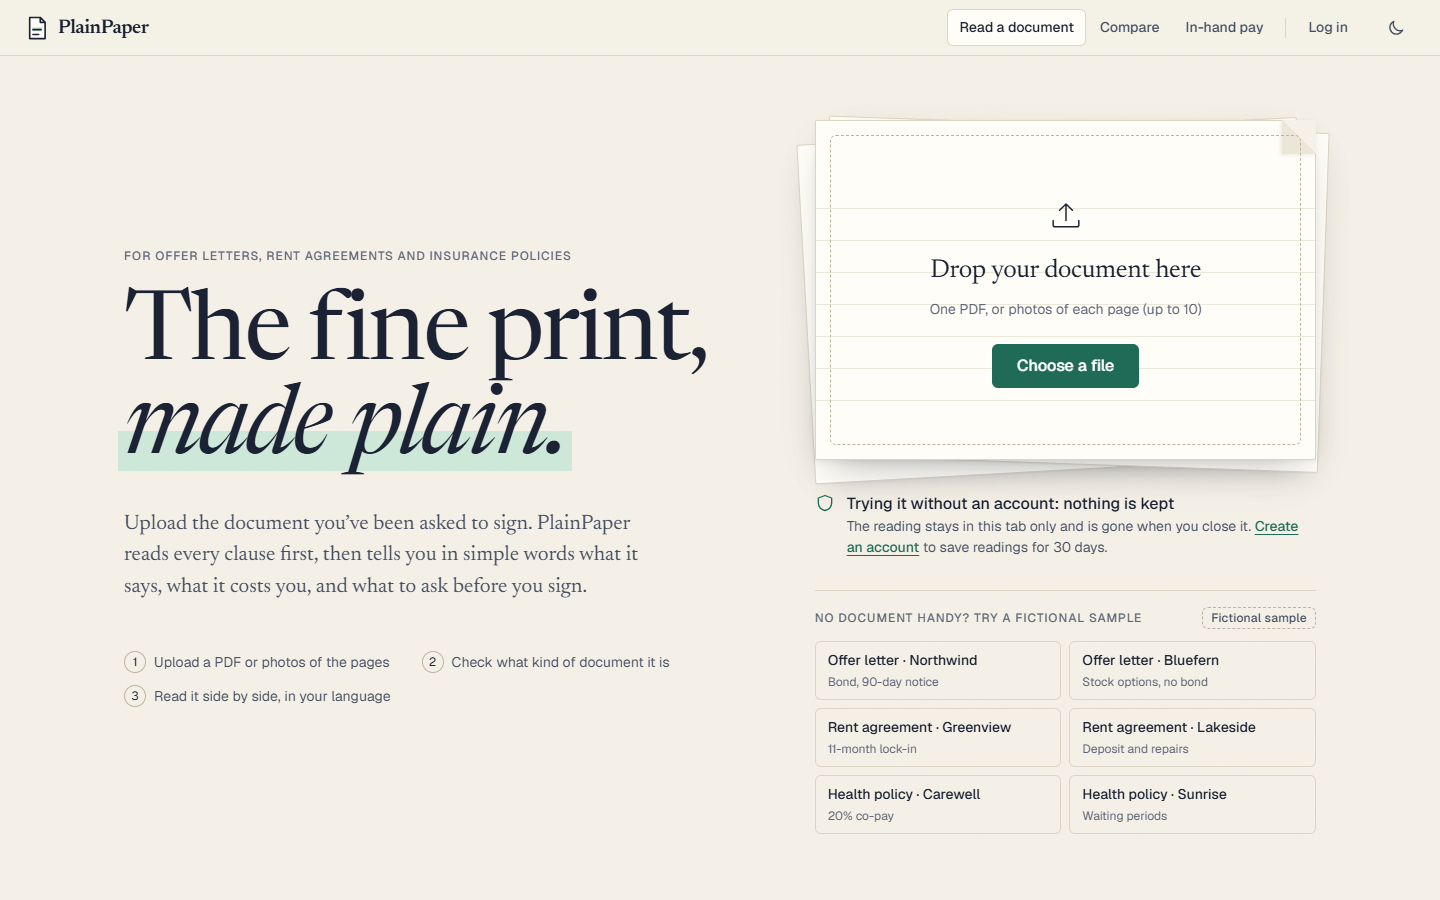 PlainPaper
Read a document
Compare
In-hand pay
Log in
FOR OFFER LETTERS, RENT AGREEMENTS AND INSURANCE POLICIES
The fine print,
made plain.
Upload the document you’ve been asked to sign. PlainPaper
reads every clause first, then tells you in simple words what it
says, what it costs you, and what to ask before you sign.
1 Upload a PDF or photos of the pages
2 Check what kind of document it is
3 Read it side by side, in your language
Drop your document here
One PDF, or photos of each page (up to 10)
Choose a file
Trying it without an account: nothing is kept
The reading stays in this tab only and is gone when you close it. Create
an account to save readings for 30 days.
NO DOCUMENT HANDY? TRY A FICTIONAL SAMPLE
Fictional sample
Offer letter · Northwind
Bond, 90-day notice
Offer letter · Bluefern
Stock options, no bond
Rent agreement · Greenview
11-month lock-in
Rent agreement · Lakeside
Deposit and repairs
Health policy · Carewell
20% co-pay
Health policy · Sunrise
Waiting periods